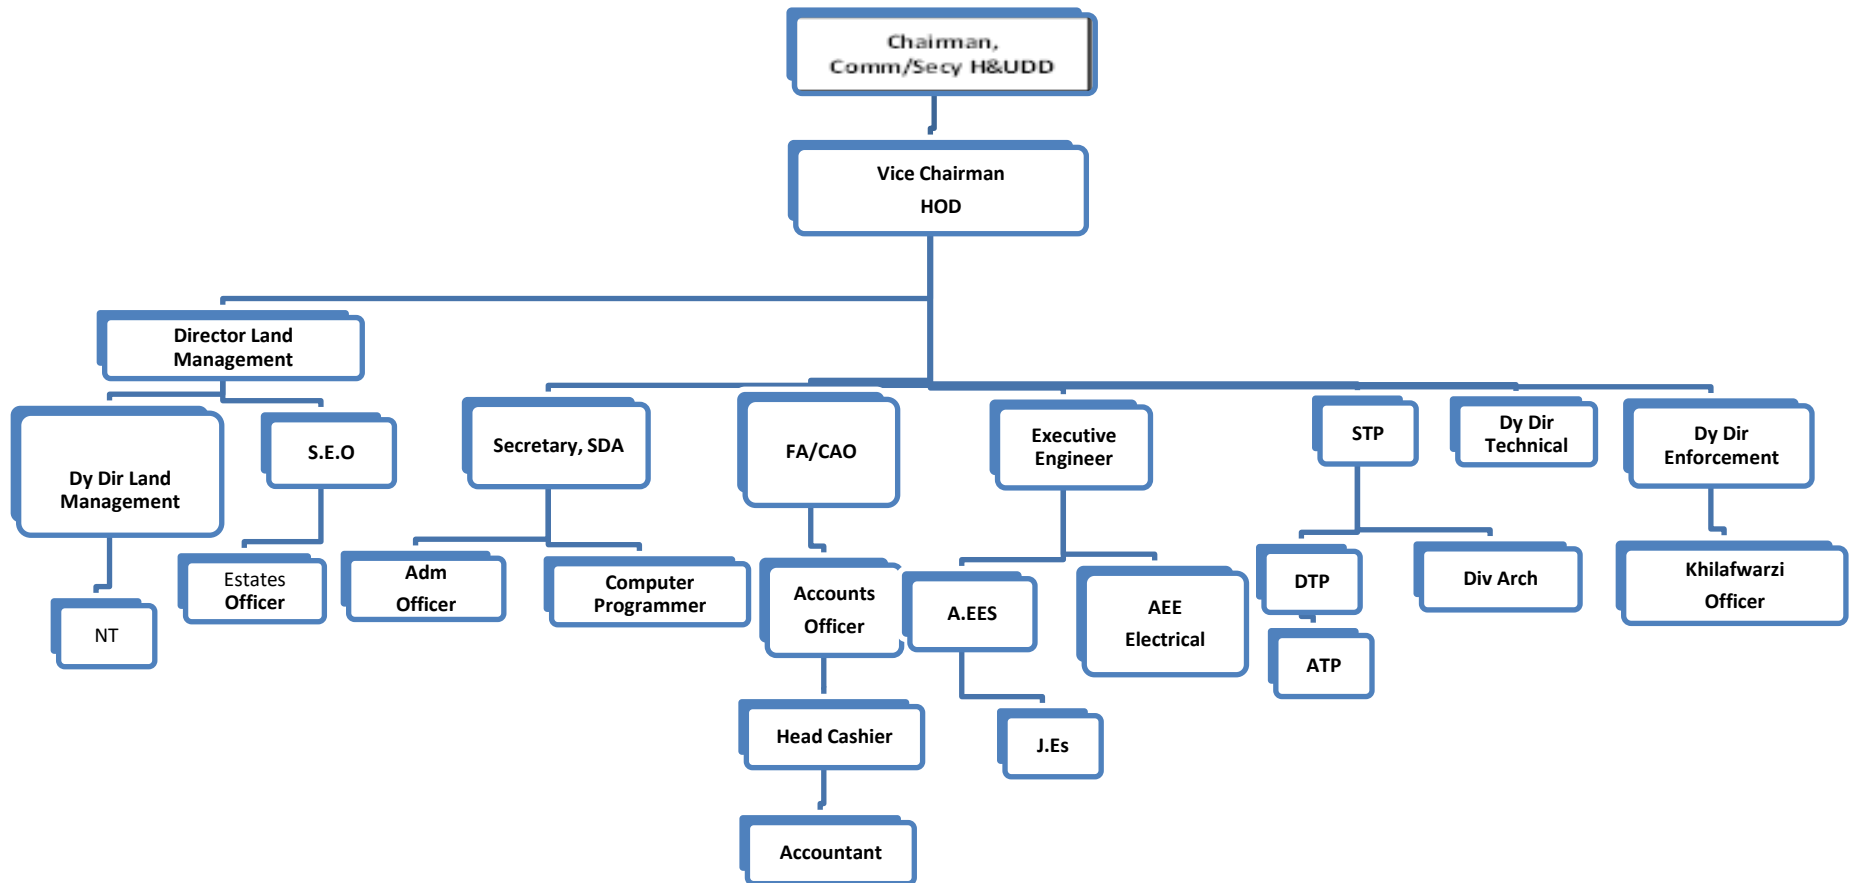 Chairman,
Comm/Secy H&UDD
Vice Chairman
HOD
Director Land
Management
Dy Dir Land
Management
S.E.O
Secretary, SDA
FA/CAO
Executive
Engineer
STP
Dy Dir
Technical
Dy Dir
Enforcement
NT
Estates
Officer
Adm
Officer
Computer
Programmer
Accounts
Officer
A.EES
AEE
Electrical
DTP
Div Arch
Khilafwarzi
Officer
ATP
Head Cashier
J.Es
Accountant